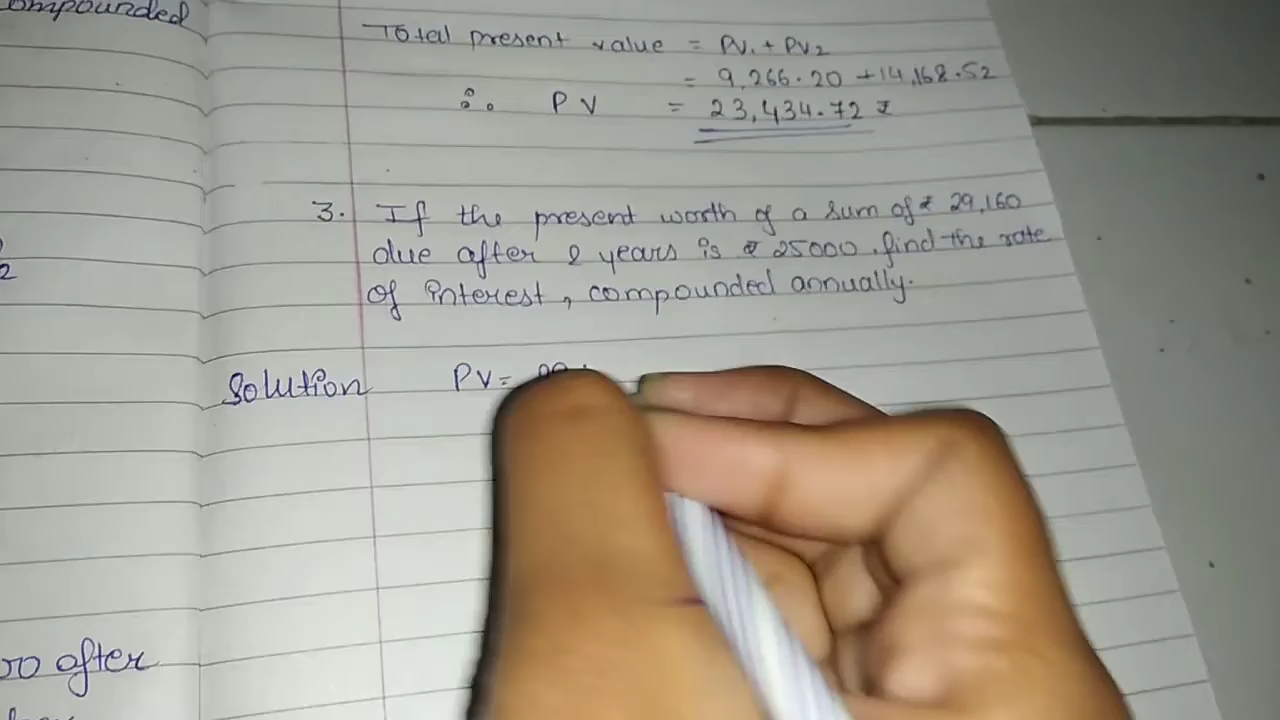 ompounded
Total present value = PV1 + PV2
= 9,266.20 + 14,168.52
∴ PV = 23,434.72 ₹
3. If the present worth of a sum of ₹ 29,160
due after 2 years is ₹ 25000. find the rate
of interest, compounded annually.
2
Solution PV =
after